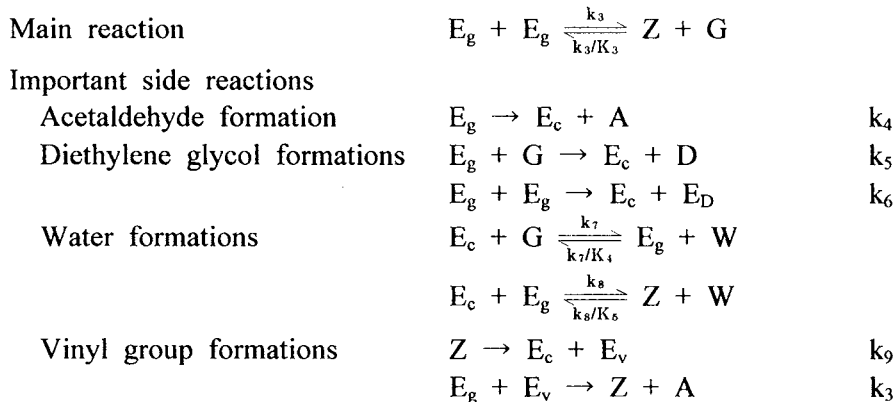 Main reaction E_g + E_g ⇌ Z + G k_3 k_3/K_3
Important side reactions
Acetaldehyde formation E_g → E_c + A k_4
Diethylene glycol formations E_g + G → E_c + D k_5
E_g + E_g → E_c + E_D k_6
Water formations E_c + G ⇌ E_g + W k_7 k_7/K_4
E_c + E_g ⇌ Z + W k_8 k_8/K_5
Vinyl group formations Z → E_c + E_v k_9
E_g + E_v → Z + A k_3